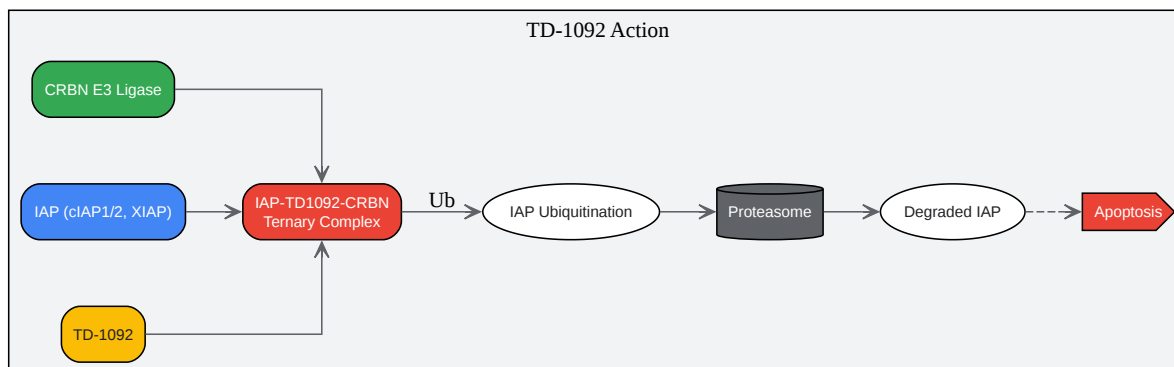 TD-1092 Action
CRBN E3 Ligase
IAP (cIAP1/2, XIAP)
IAP-TD1092-CRBN
Ternary Complex
Ub
IAP Ubiquitination
Proteasome
Degraded IAP
Apoptosis
TD-1092